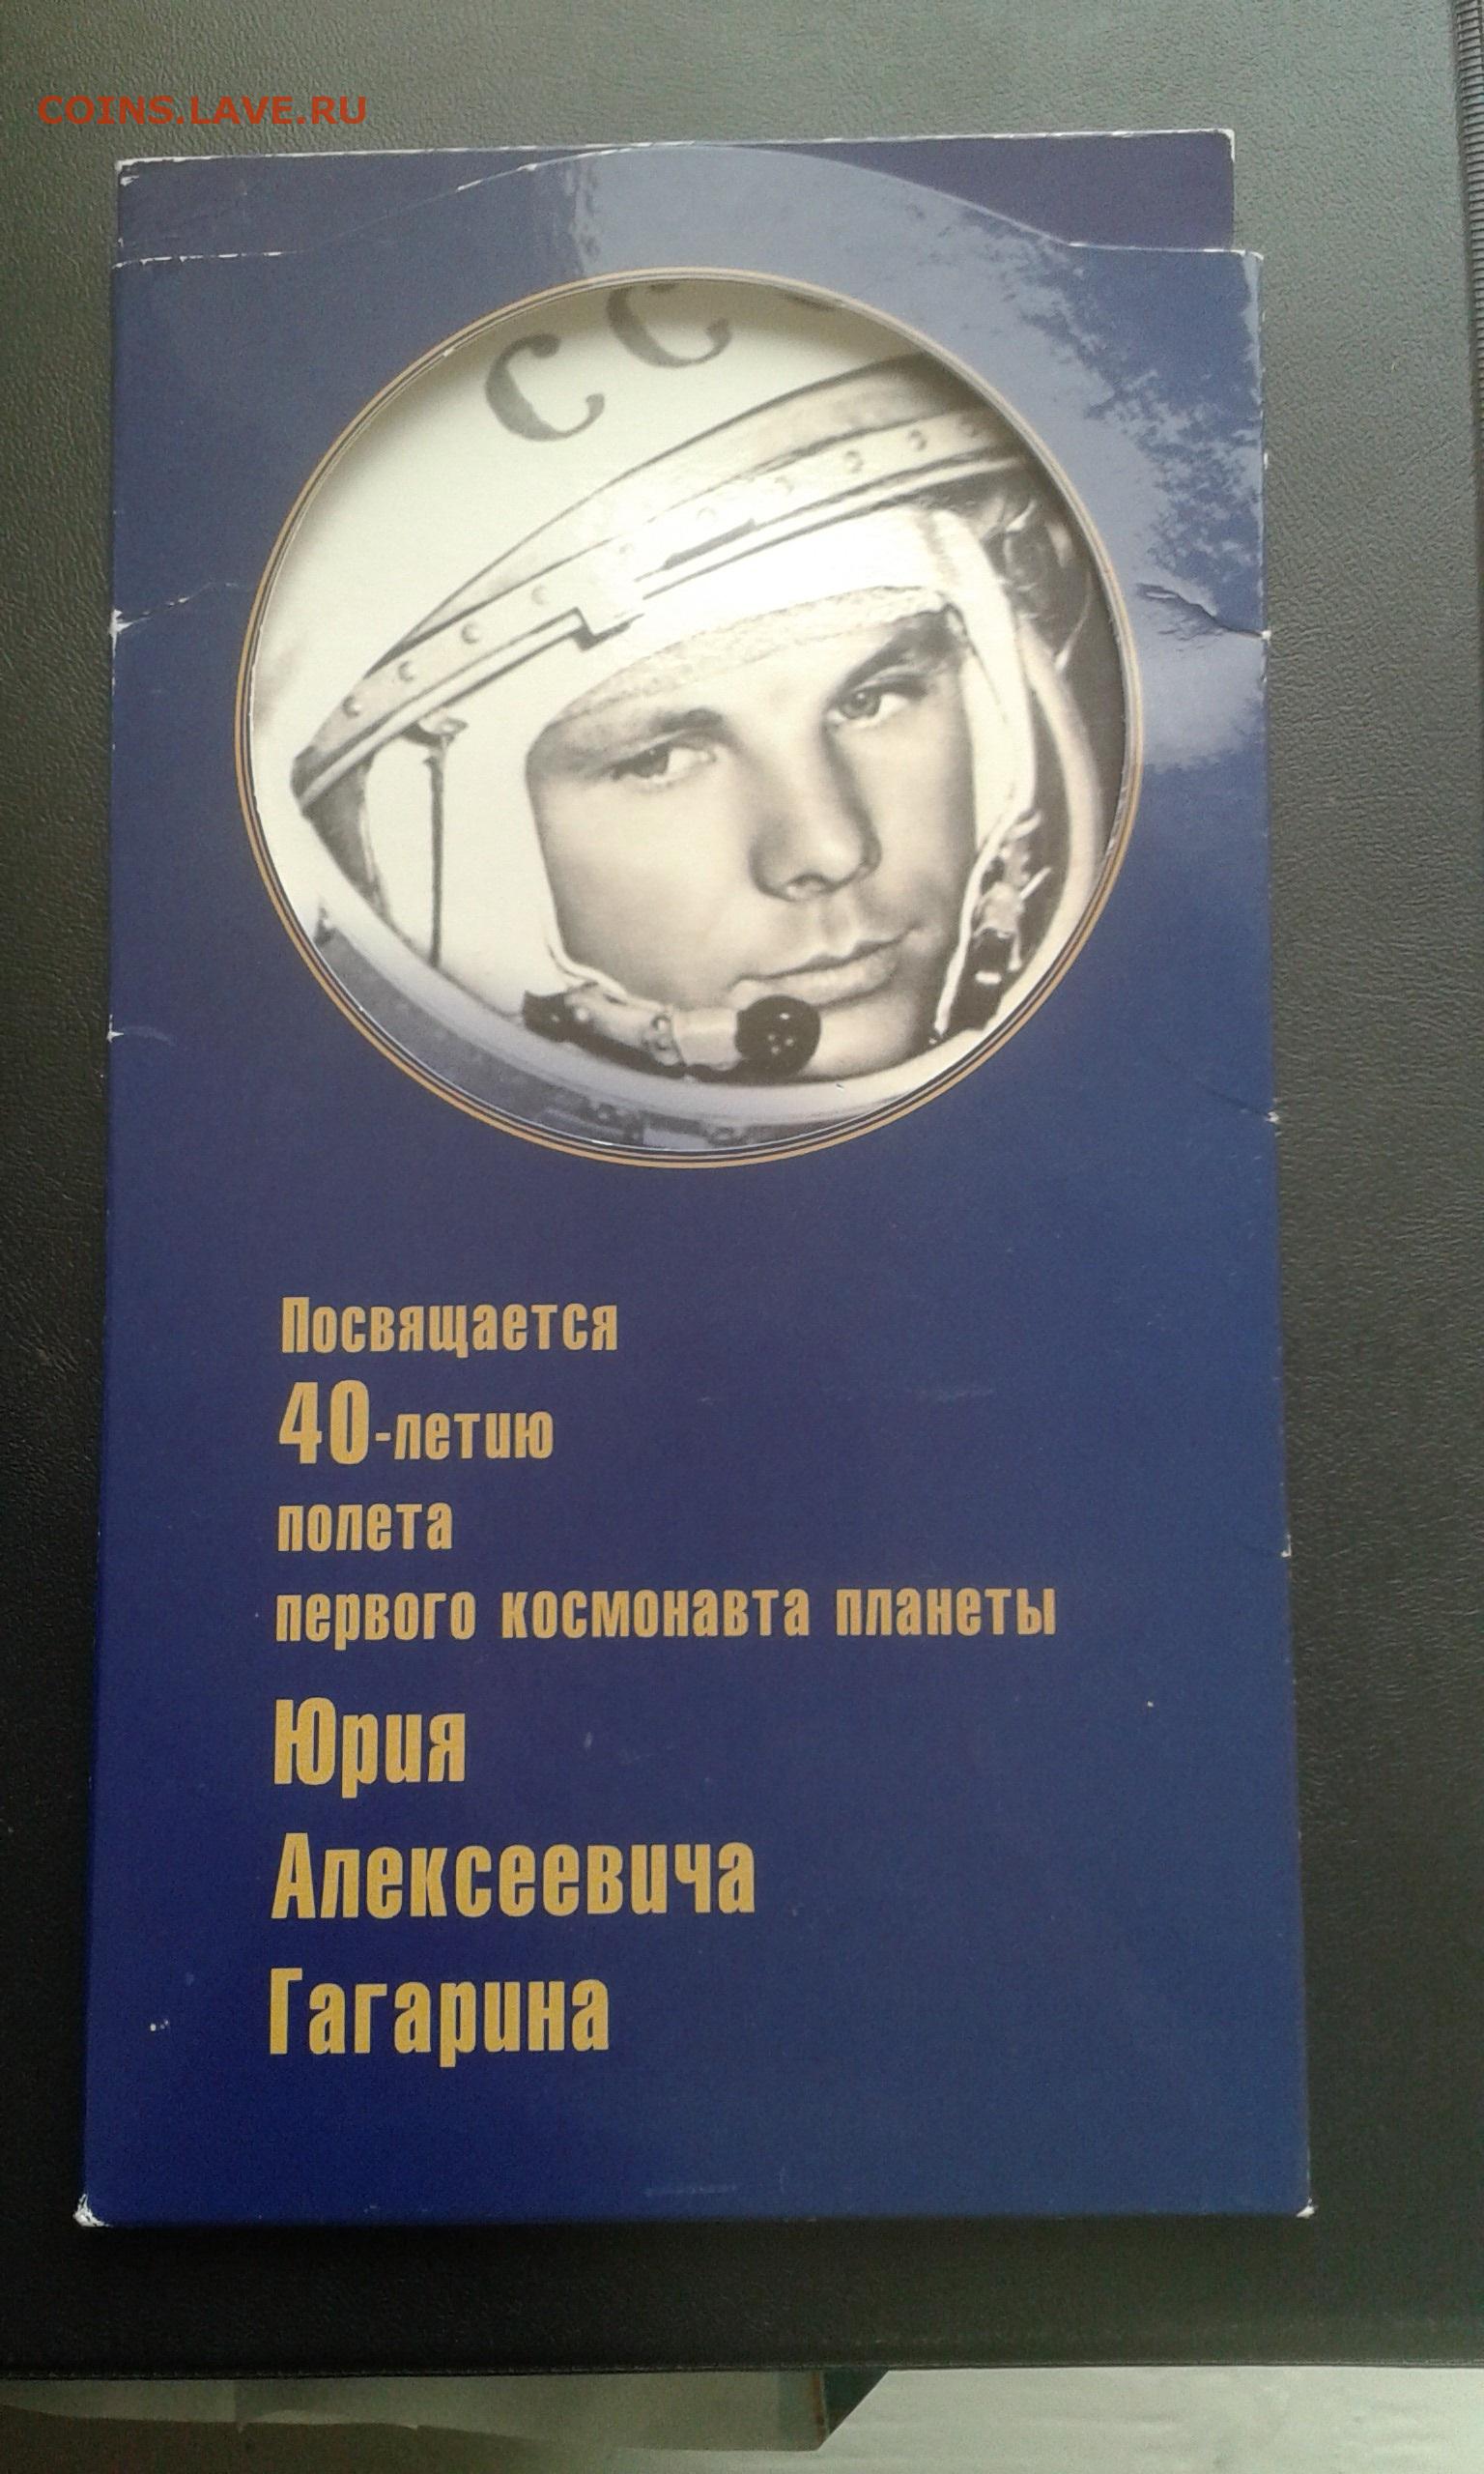 COINS.LAVE.RU
СС
Посвящается
40-летию
полета
первого космонавта планеты
Юрия
Алексеевича
Гагарина